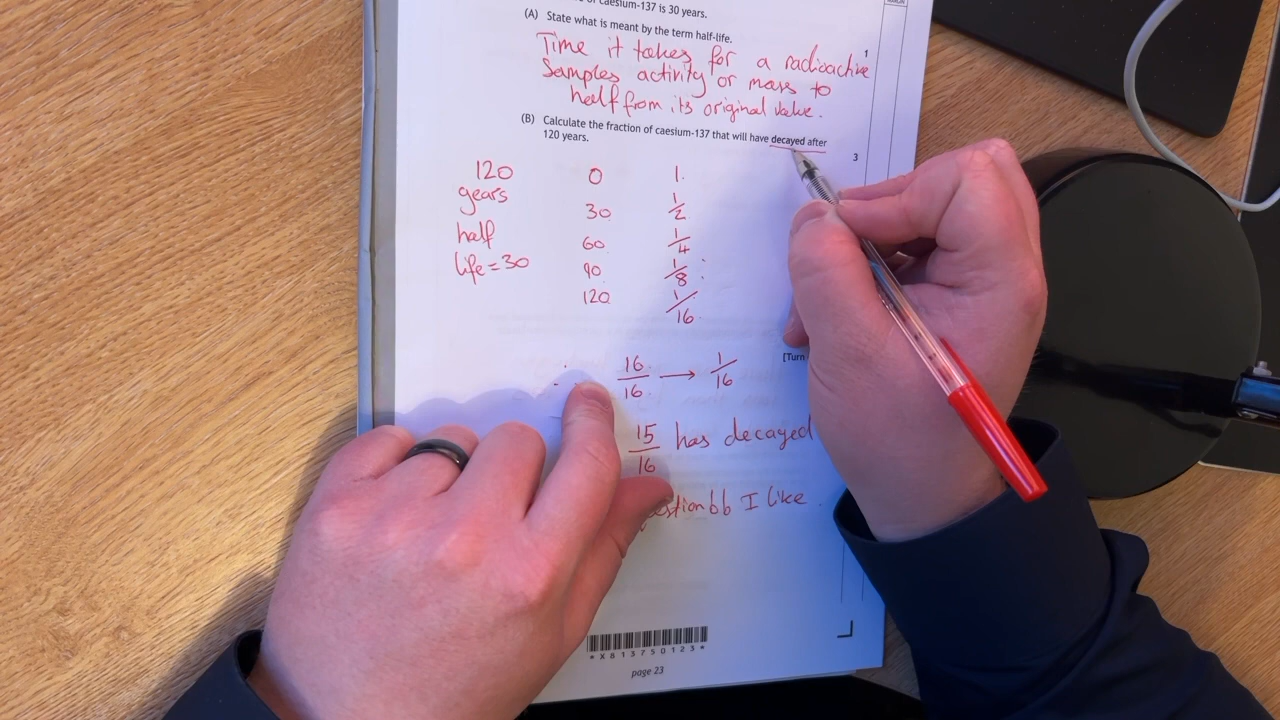 of caesium-137 is 30 years.
(A) State what is meant by the term half-life.
1
Time it takes for a radioactive
Samples activity or mass to
half from its original value.
(B) Calculate the fraction of caesium-137 that will have decayed after
120 years.
3
120 0 1.
years 30 1/2
half 60 1/4
life=30 90 1/8
120 1/16
[Turn
16/16 → 1/16
15/16 has decayed
I like
*X813750123*
page 23